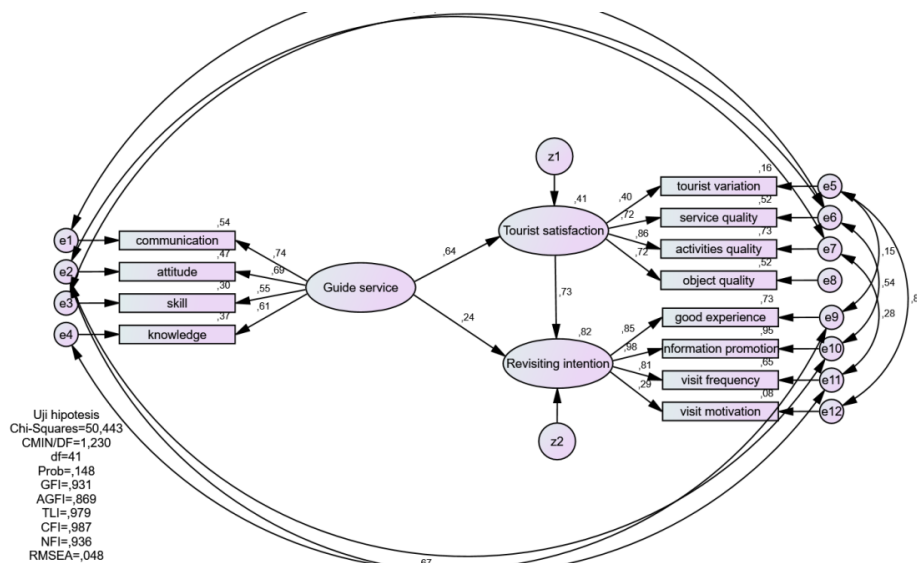 z1
,16
tourist variation
e5
,41
,40
,52
,54
,72
service quality
e6
e1
communication
Tourist satisfaction
,86
,73
,74
activities quality
e7
,15
,47
,64
,72
e2
attitude
,69
,52
object quality
e8
,54
Guide service
,30
,55
e3
skill
,73
,28
,61
,73
good experience
e9
,37
,24
,82
,85
e4
knowledge
,95
,98
nformation promotion
e10
Revisiting intention
,65
,81
visit frequency
e11
,29
,08
visit motivation
e12
z2
Uji hipotesis
Chi-Squares=50,443
CMIN/DF=1,230
df=41
Prob=,148
GFI=,931
AGFI=,869
TLI=,979
CFI=,987
NFI=,936
RMSEA=,048